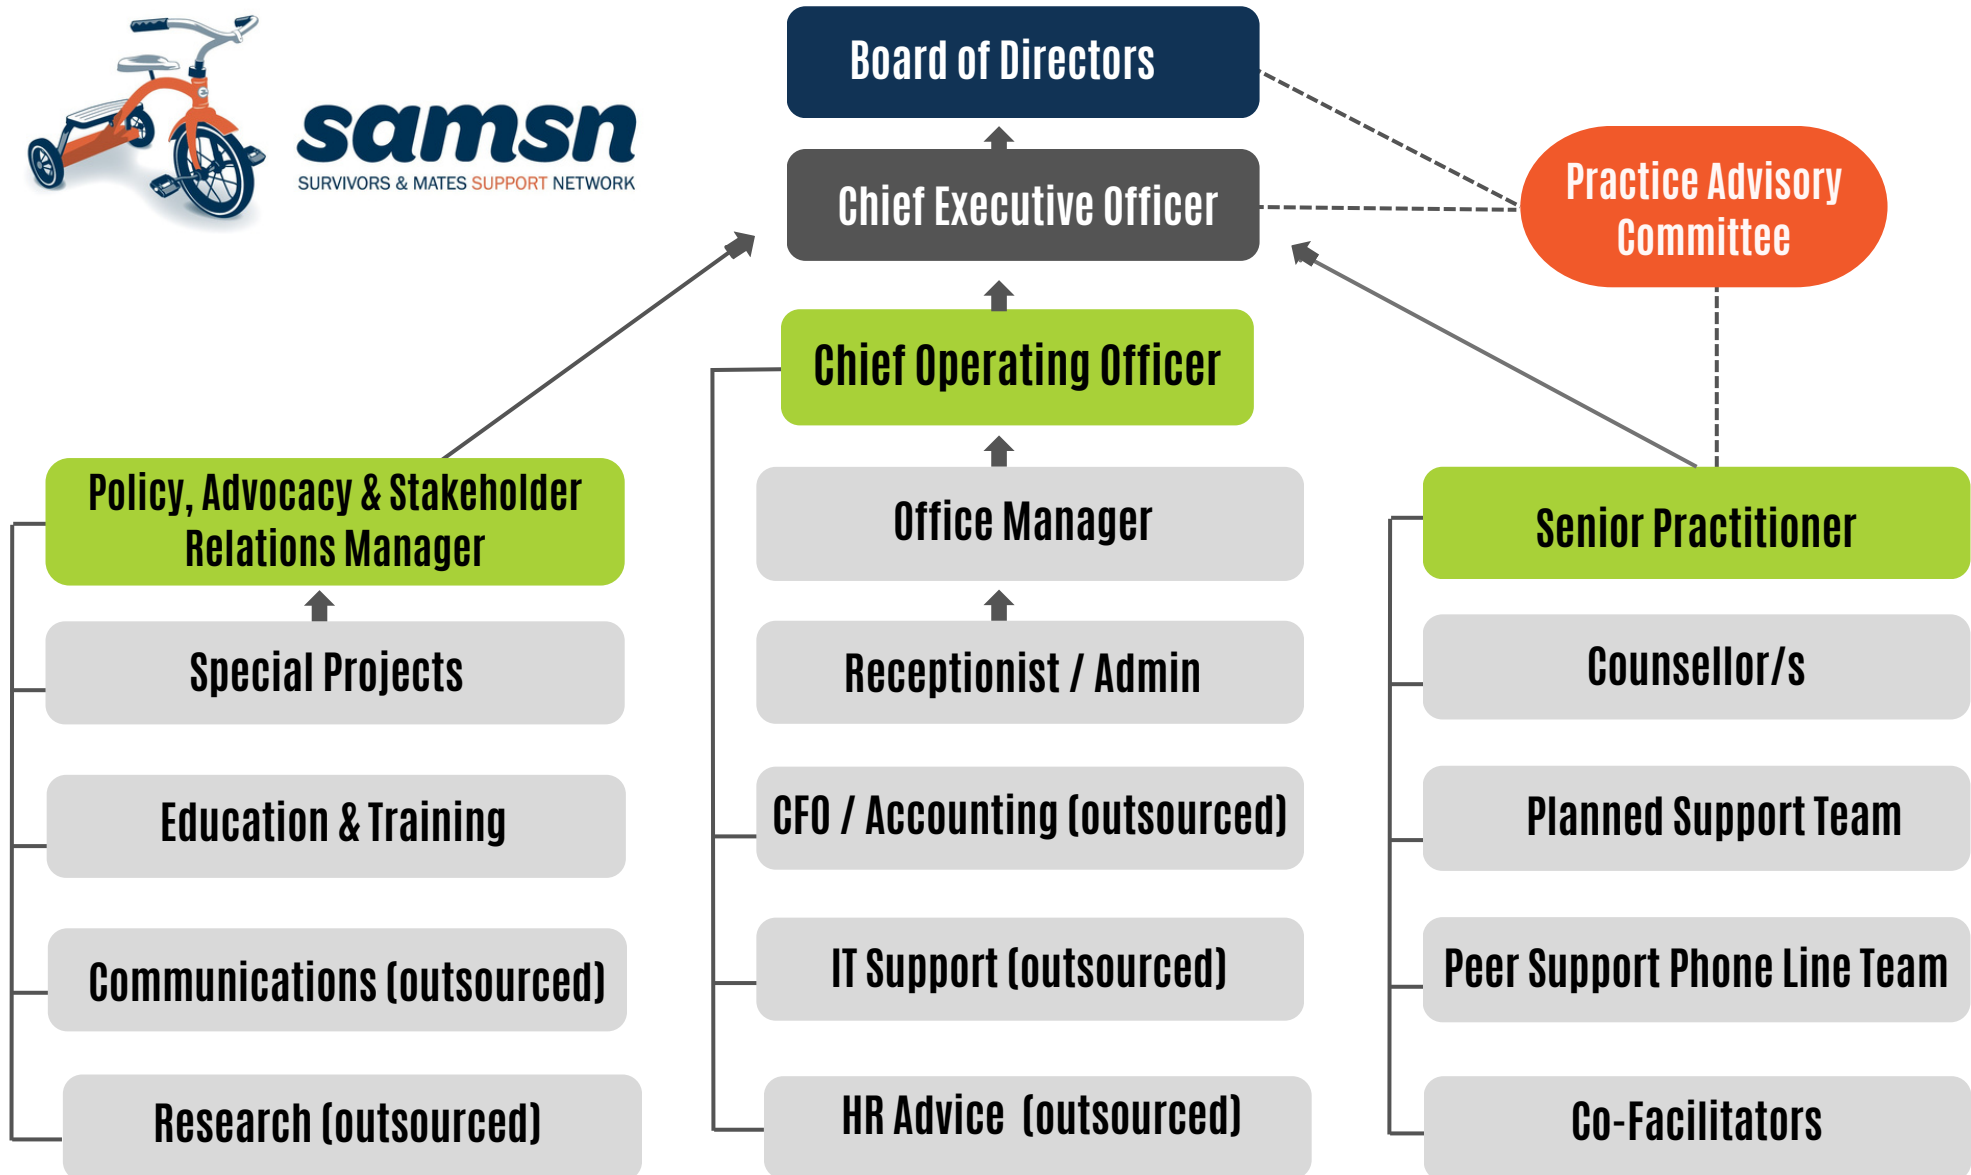 samsn
SURVIVORS & MATES SUPPORT NETWORK
Board of Directors
Chief Executive Officer
Practice Advisory
Committee
Chief Operating Officer
Policy, Advocacy & Stakeholder
Relations Manager
Special Projects
Education & Training
Communications (outsourced)
Research (outsourced)
Office Manager
Receptionist / Admin
CFO / Accounting (outsourced)
IT Support (outsourced)
HR Advice (outsourced)
Senior Practitioner
Counsellor/s
Planned Support Team
Peer Support Phone Line Team
Co-Facilitators